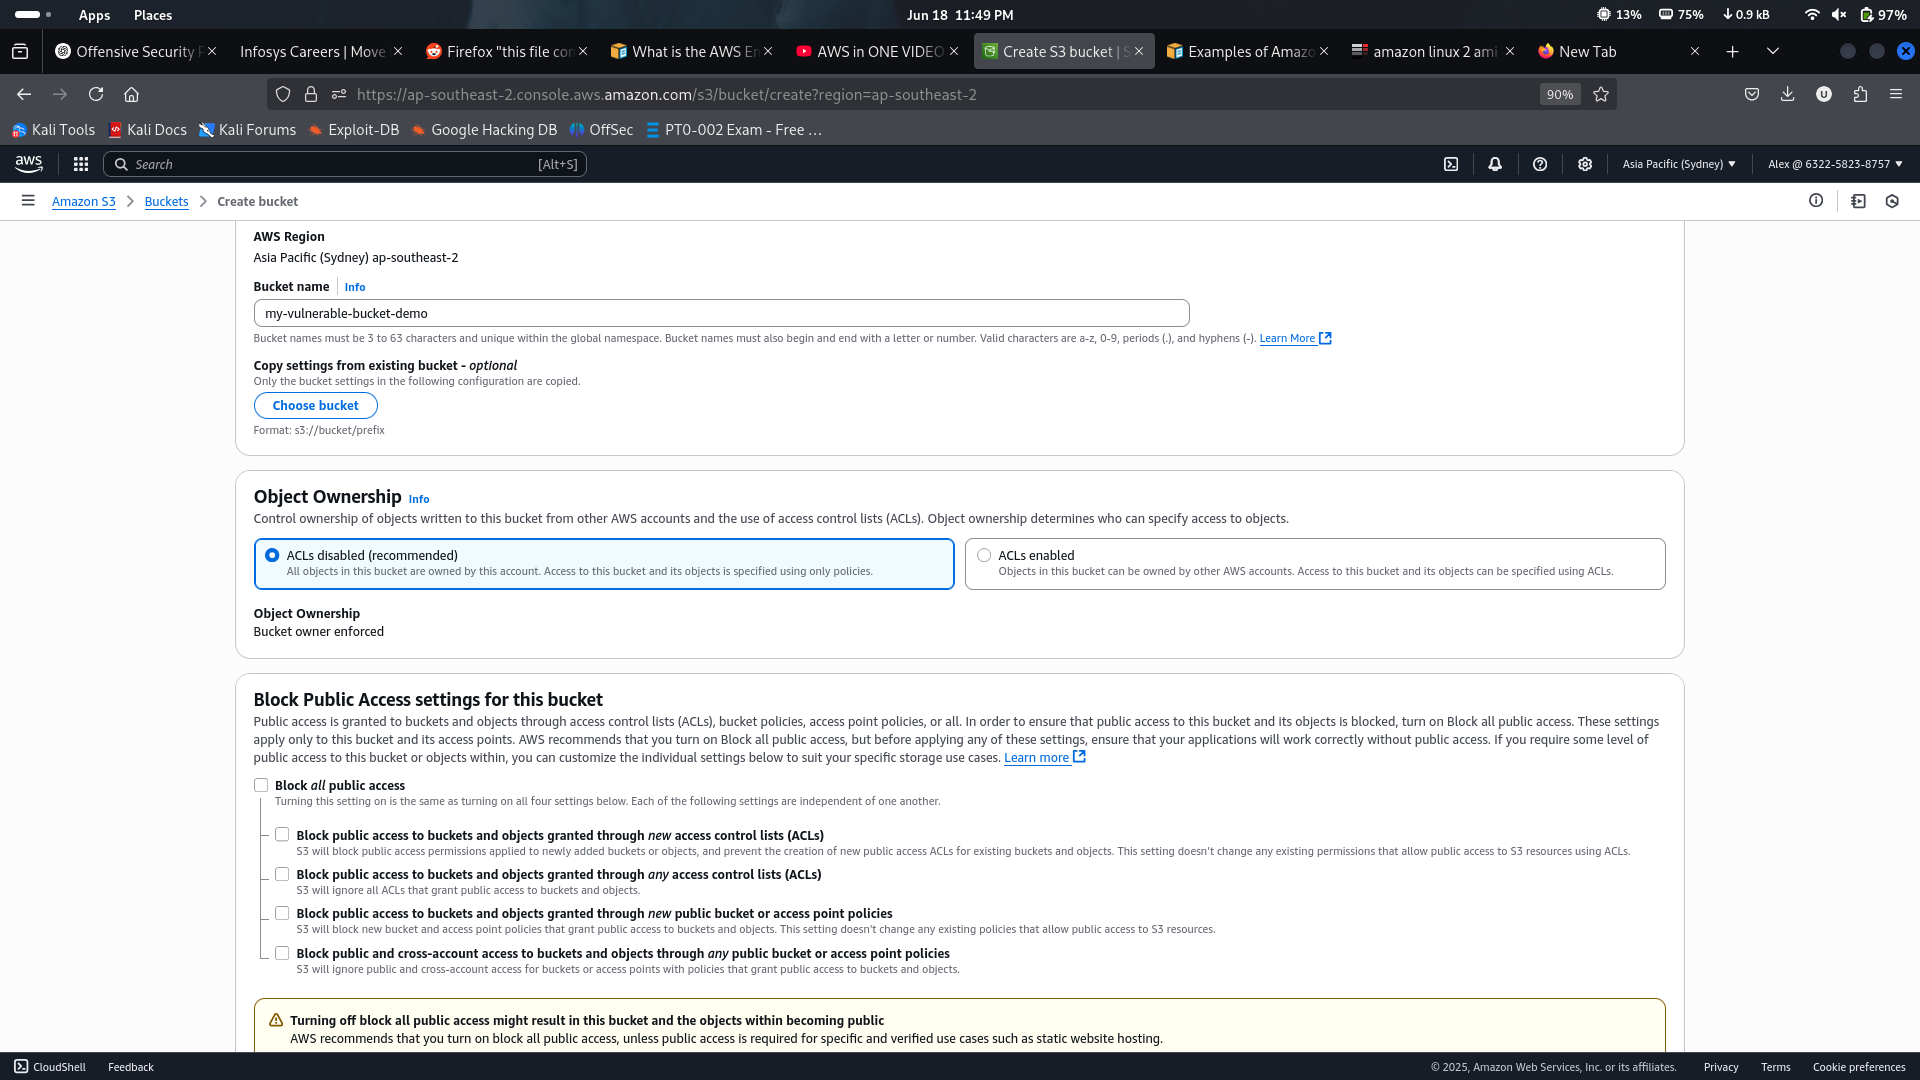 Apps Places Jun 18 11:49 PM 13% 75% 0.9 kB 97%
Offensive Security Infosys Careers | Move Firefox "this file con What is the AWS En AWS in ONE VIDEO Create S3 bucket | S Examples of Amazo amazon linux 2 ami New Tab
https://ap-southeast-2.console.aws.amazon.com/s3/bucket/create?region=ap-southeast-2 90% U
Kali Tools Kali Docs Kali Forums Exploit-DB Google Hacking DB OffSec PT0-002 Exam - Free …
aws Search [Alt+S] Asia Pacific (Sydney) Alex @ 6322-5823-8757
Amazon S3 Buckets Create bucket
AWS Region
Asia Pacific (Sydney) ap-southeast-2
Bucket name Info
my-vulnerable-bucket-demo
Bucket names must be 3 to 63 characters and unique within the global namespace. Bucket names must also begin and end with a letter or number. Valid characters are a-z, 0-9, periods (.), and hyphens (-). Learn More
Copy settings from existing bucket - optional
Only the bucket settings in the following configuration are copied.
Choose bucket
Format: s3://bucket/prefix
Object Ownership Info
Control ownership of objects written to this bucket from other AWS accounts and the use of access control lists (ACLs). Object ownership determines who can specify access to objects.
ACLs disabled (recommended)
All objects in this bucket are owned by this account. Access to this bucket and its objects is specified using only policies.
ACLs enabled
Objects in this bucket can be owned by other AWS accounts. Access to this bucket and its objects can be specified using ACLs.
Object Ownership
Bucket owner enforced
Block Public Access settings for this bucket
Public access is granted to buckets and objects through access control lists (ACLs), bucket policies, access point policies, or all. In order to ensure that public access to this bucket and its objects is blocked, turn on Block all public access. These settings
apply only to this bucket and its access points. AWS recommends that you turn on Block all public access, but before applying any of these settings, ensure that your applications will work correctly without public access. If you require some level of
public access to this bucket or objects within, you can customize the individual settings below to suit your specific storage use cases. Learn more
Block all public access
Turning this setting on is the same as turning on all four settings below. Each of the following settings are independent of one another.
Block public access to buckets and objects granted through new access control lists (ACLs)
S3 will block public access permissions applied to newly added buckets or objects, and prevent the creation of new public access ACLs for existing buckets and objects. This setting doesn't change any existing permissions that allow public access to S3 resources using ACLs.
Block public access to buckets and objects granted through any access control lists (ACLs)
S3 will ignore all ACLs that grant public access to buckets and objects.
Block public access to buckets and objects granted through new public bucket or access point policies
S3 will block new bucket and access point policies that grant public access to buckets and objects. This setting doesn't change any existing policies that allow public access to S3 resources.
Block public and cross-account access to buckets and objects through any public bucket or access point policies
S3 will ignore public and cross-account access for buckets or access points with policies that grant public access to buckets and objects.
Turning off block all public access might result in this bucket and the objects within becoming public
AWS recommends that you turn on block all public access, unless public access is required for specific and verified use cases such as static website hosting.
CloudShell Feedback © 2025, Amazon Web Services, Inc. or its affiliates. Privacy Terms Cookie preferences